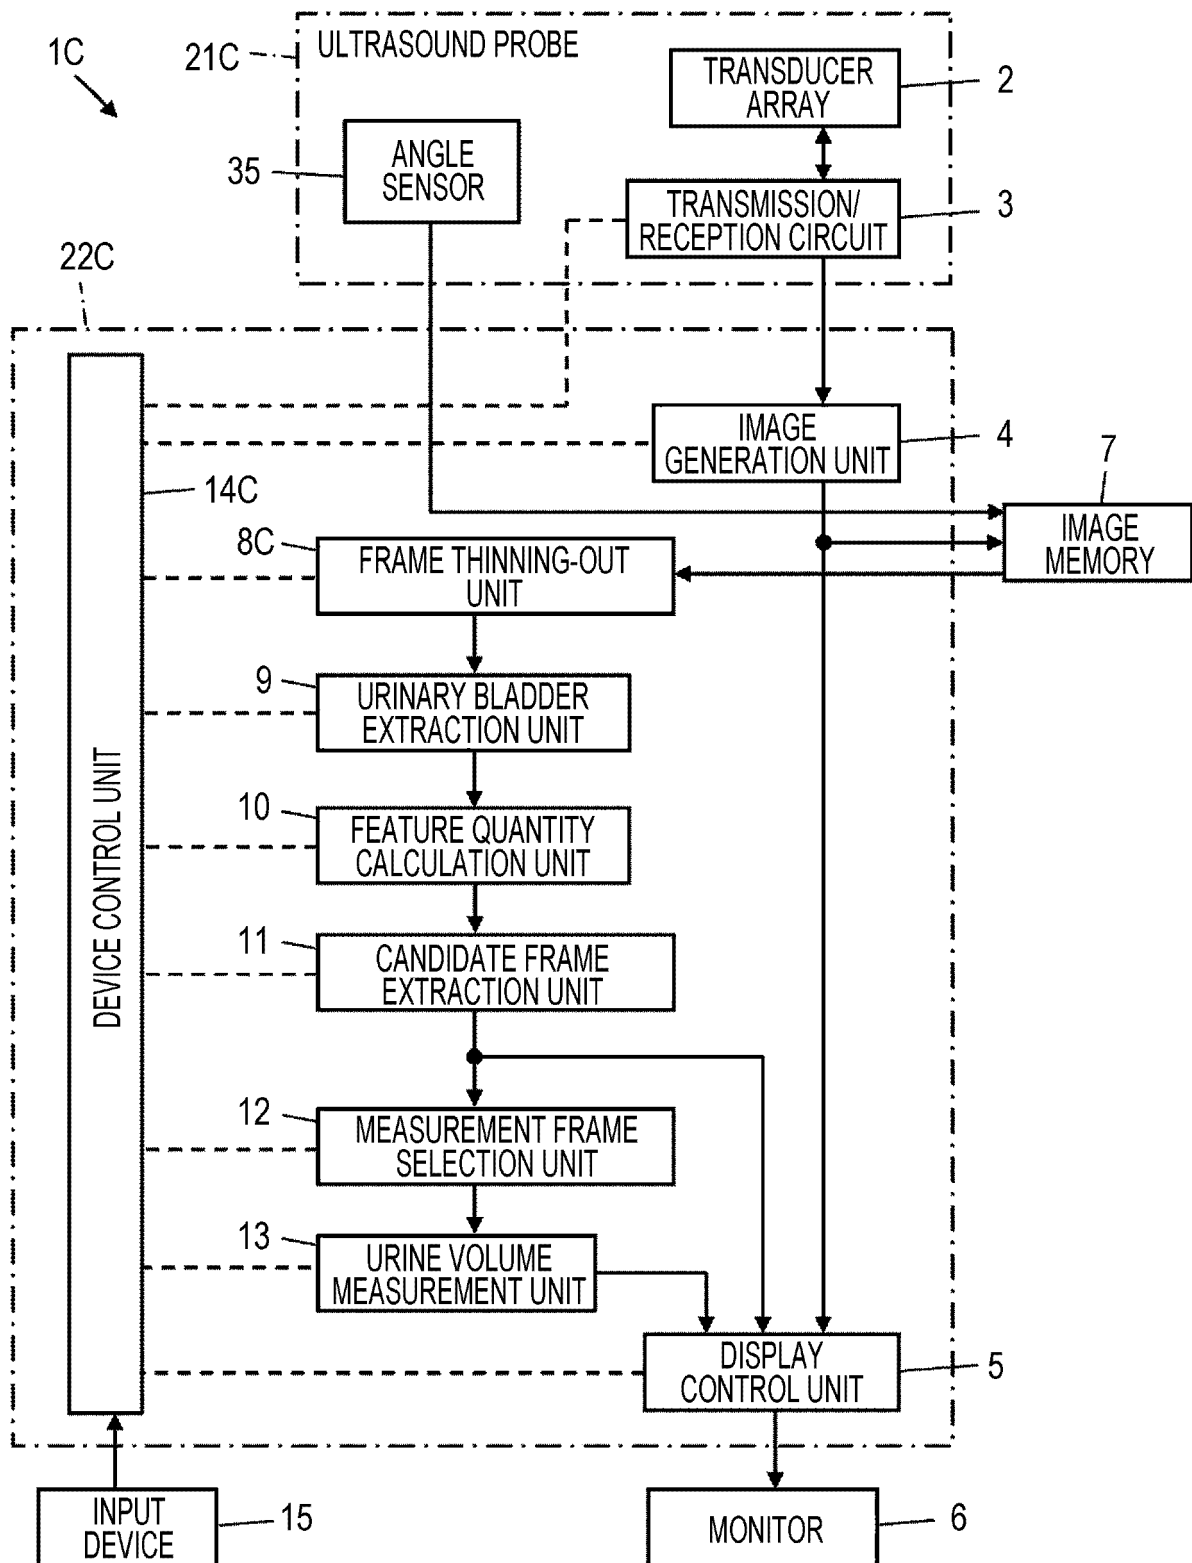 1C
21C
ULTRASOUND PROBE
TRANSDUCER
ARRAY
2
ANGLE
SENSOR
35
TRANSMISSION/
RECEPTION CIRCUIT
3
22C
IMAGE
GENERATION UNIT
4
7
IMAGE
MEMORY
14C
DEVICE CONTROL UNIT
8C
FRAME THINNING-OUT
UNIT
9
URINARY BLADDER
EXTRACTION UNIT
10
FEATURE QUANTITY
CALCULATION UNIT
11
CANDIDATE FRAME
EXTRACTION UNIT
12
MEASUREMENT FRAME
SELECTION UNIT
13
URINE VOLUME
MEASUREMENT UNIT
DISPLAY
CONTROL UNIT
5
INPUT
DEVICE
15
MONITOR
6